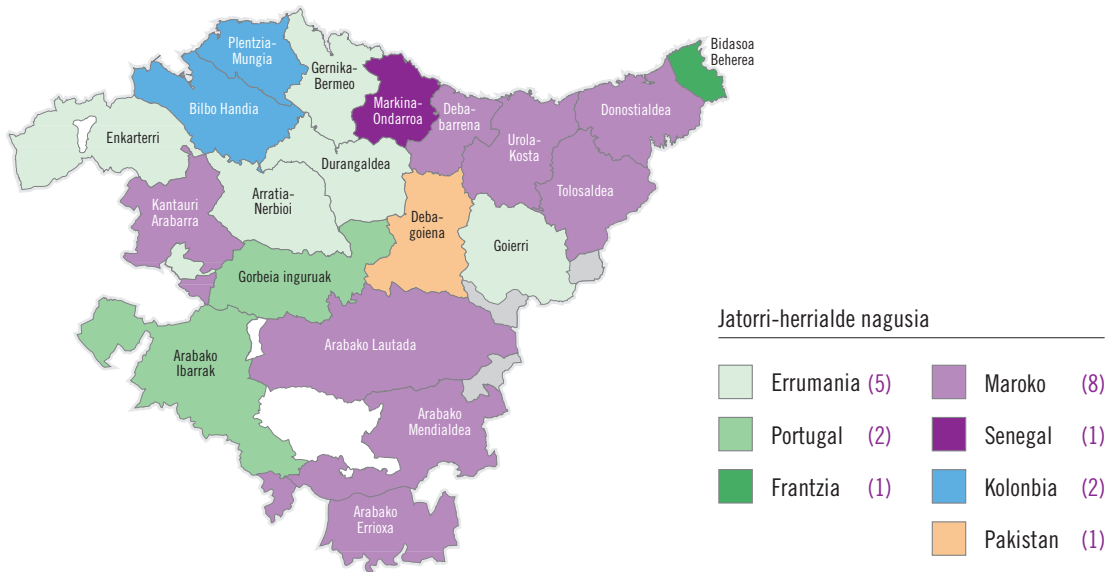 Plentzia-
Mungia
Gernika-
Bermeo
Bidasoa
Beherea
Bilbo Handia
Markina-
Ondarroa
Deba-
barrena
Donostialdea
Enkarterri
Urola-
Kosta
Durangaldea
Tolosaldea
Arratia-
Nerbioi
Kantauri
Arabarra
Deba-
goiena
Goierri
Gorbeia inguruak
Arabako Lautada
Arabako
Ibarrak
Arabako
Mendialdea
Arabako
Errioxa
Jatorri-herrialde nagusia
Errumania (5)
Portugal (2)
Frantzia (1)
Maroko (8)
Senegal (1)
Kolonbia (2)
Pakistan (1)